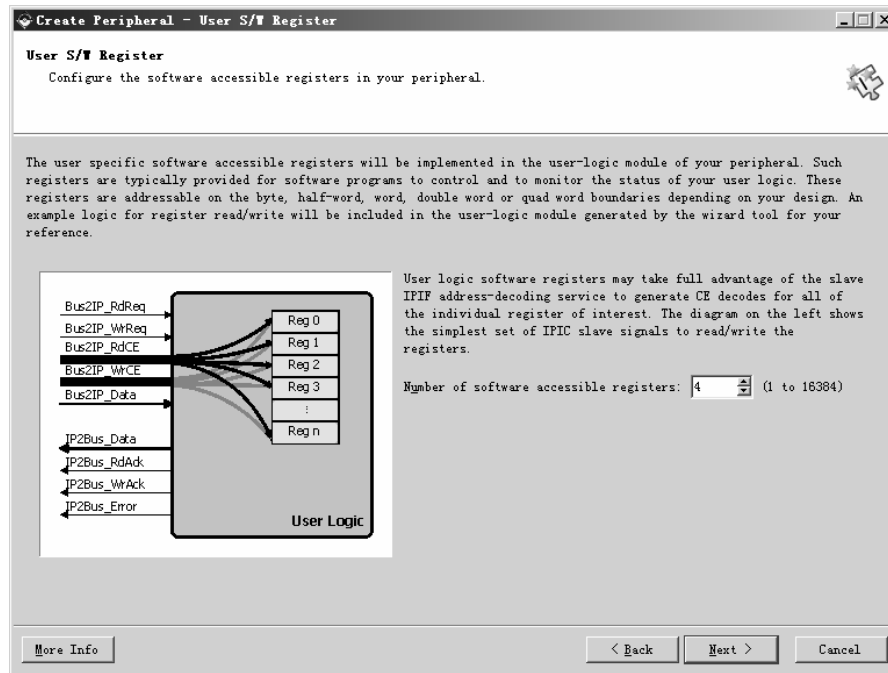 Create Peripheral - User S/W Register
User S/W Register
Configure the software accessible registers in your peripheral.
The user specific software accessible registers will be implemented in the user-logic module of your peripheral. Such
registers are typically provided for software programs to control and to monitor the status of your user logic. These
registers are addressable on the byte, half-word, word, double word or quad word boundaries depending on your design. An
example logic for register read/write will be included in the user-logic module generated by the wizard tool for your
reference.
Bus2IP_RdReq
Bus2IP_WrReq
Bus2IP_RdCE
Bus2IP_WrCE
Bus2IP_Data
IP2Bus_Data
IP2Bus_RdAck
IP2Bus_WrAck
IP2Bus_Error
Reg 0
Reg 1
Reg 2
Reg 3
:
Reg n
User Logic
User logic software registers may take full advantage of the slave
IPIF address-decoding service to generate CE decodes for all of
the individual register of interest. The diagram on the left shows
the simplest set of IPIC slave signals to read/write the
registers.
Number of software accessible registers: 4 (1 to 16384)
More Info
< Back
Next >
Cancel